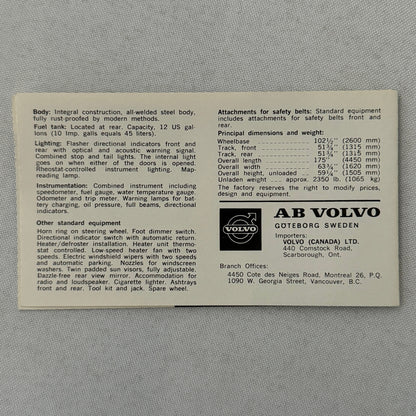 Body: Integral construction, all-welded steel body,
fully rust-proofed by modern methods.
Fuel tank: Located at rear. Capacity, 12 US gal-
lons (10 Imp. gals equals 45 liters).
Lighting: Flasher directional indicators front and
rear with optical and acoustic warning signal.
Combined stop and tail lights. The internal light
goes on when either of the doors is opened.
Rheostat-controlled instrument lighting. Map-
reading lamp.
Instrumentation: Combined instrument including
speedometer, fuel gauge, water temperature gauge.
Odometer and trip meter. Warning lamps for bat-
tery charging, oil pressure, full beams, directional
indicators.
Other standard equipment
Horn ring on steering wheel. Foot dimmer switch.
Directional indicator switch with automatic return.
Heater/defroster installation. Heater unit thermo-
stat controlled. Low-speed heater fan with two
speeds. Electric windshield wipers with two speeds
and automatic parking. Nozzles for windscreen
washers. Twin padded sun visors, fully adjustable.
Dazzle-free rear view mirror. Accommodation for
radio and loudspeaker. Cigarette lighter. Ashtrays
front and rear. Tool kit and jack. Spare wheel.
Attachments for safety belts: Standard equipment
includes attachments for safety belts front and
rear.
Principal dimensions and weight:
Wheelbase 102½" (2600 mm)
Track, front 51¾" (1315 mm)
Track, rear 51¾" (1315 mm)
Overall length 175" (4450 mm)
Overall width 63¾" (1620 mm)
Overall height, unloaded 59¼" (1505 mm)
Unladen weight approx. 2350 lb. (1065 kg)
The factory reserves the right to modify prices,
design and equipment.
VOLVO
AB VOLVO
GÖTEBORG SWEDEN
Importers:
VOLVO (CANADA) LTD.
440 Comstock Road,
Scarborough, Ont.
Branch Offices:
4450 Cote des Neiges Road, Montreal 26, P.Q.
1090 W. Georgia Street, Vancouver, B.C.